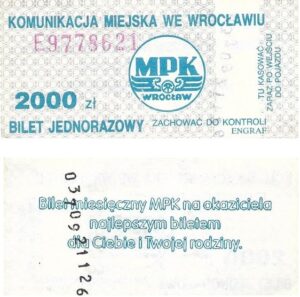 KOMUNIKACJA MIEJSKA WE WROCŁAWIU
E9778621
MPK
WROCŁAW
2000 zł
BILET JEDNORAZOWY - ZACHOWAĆ DO KONTROLI
ENGRAF
TU KASOWAĆ
ZARAZ PO WEJŚCIU
DO POJAZDU
Bilet miesięczny MPK na okaziciela
najlepszym biletem
dla Ciebie i Twojej rodziny.